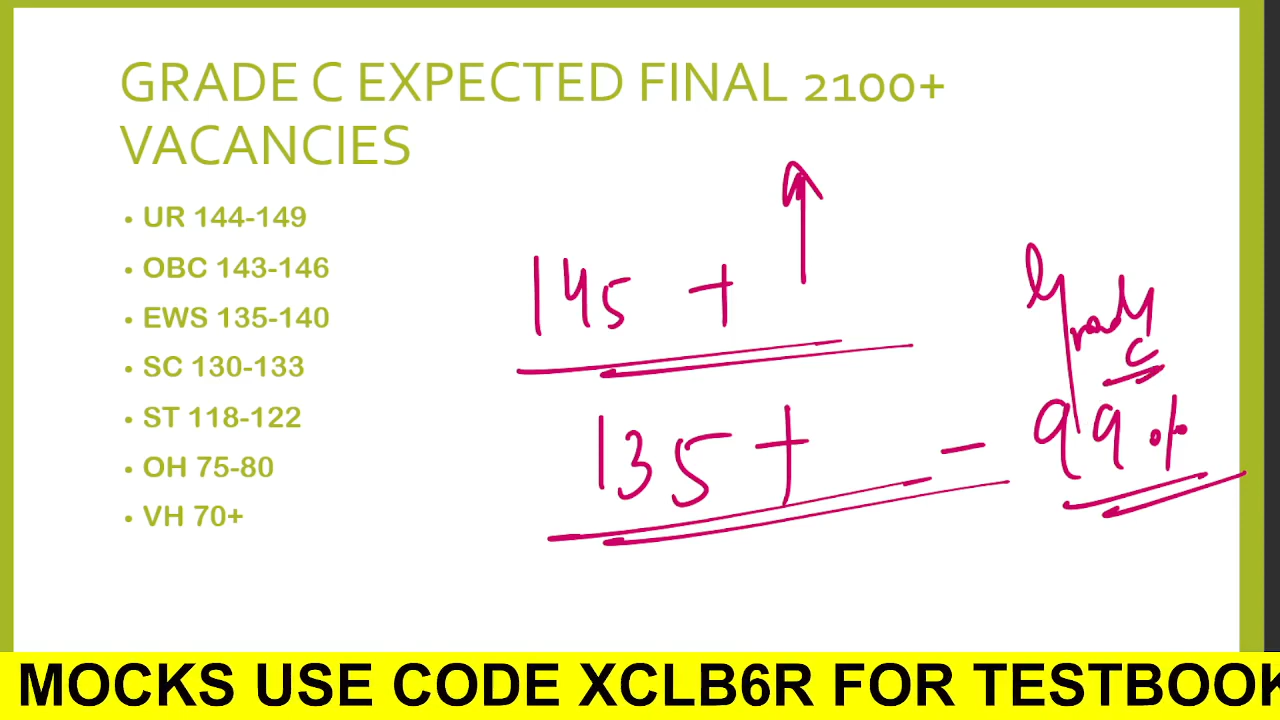 GRADE C EXPECTED FINAL 2100+
VACANCIES
• UR 144-149
• OBC 143-146
• EWS 135-140
• SC 130-133
• ST 118-122
• OH 75-80
• VH 70+
145 +
Grade
C
135 + - 99%
MOCKS USE CODE XCLB6R FOR TESTBOOK